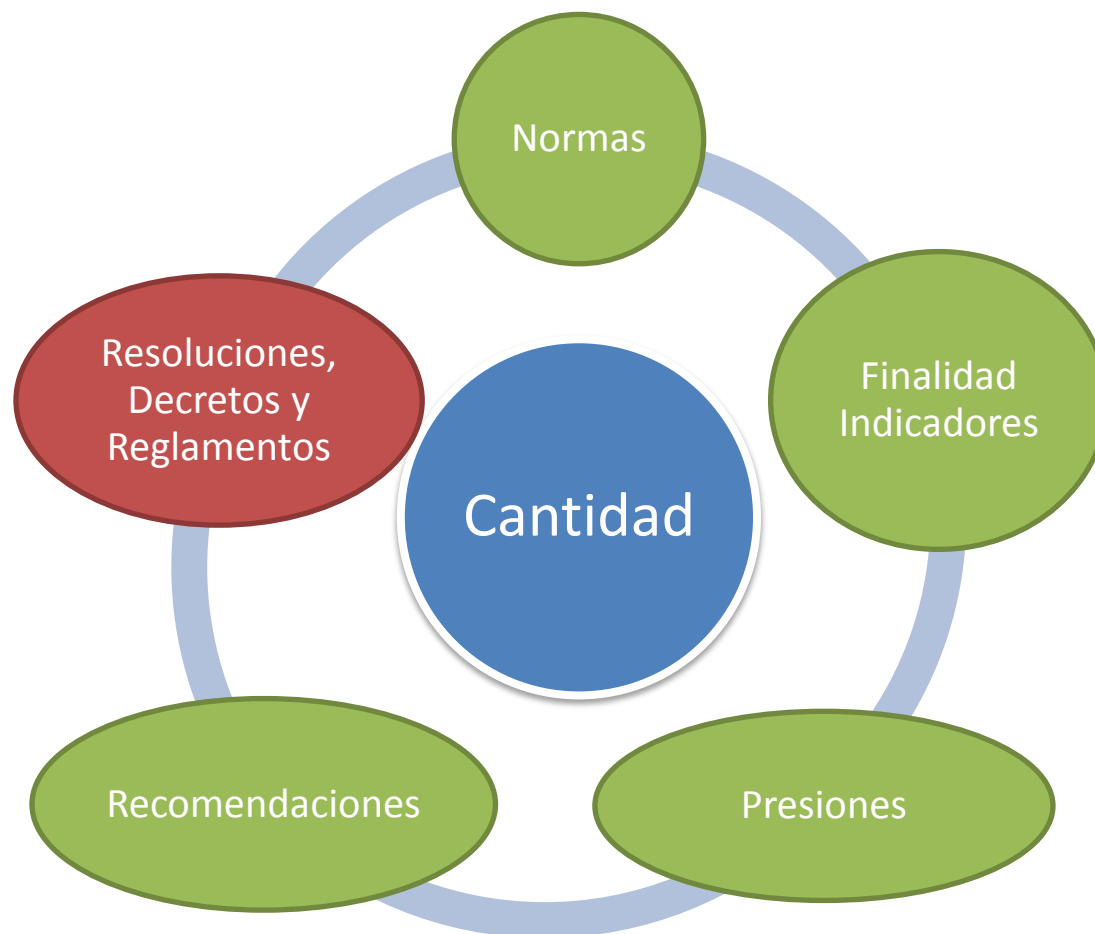 Normas
Finalidad
Indicadores
Presiones
Recomendaciones
Resoluciones,
Decretos y
Reglamentos
Cantidad